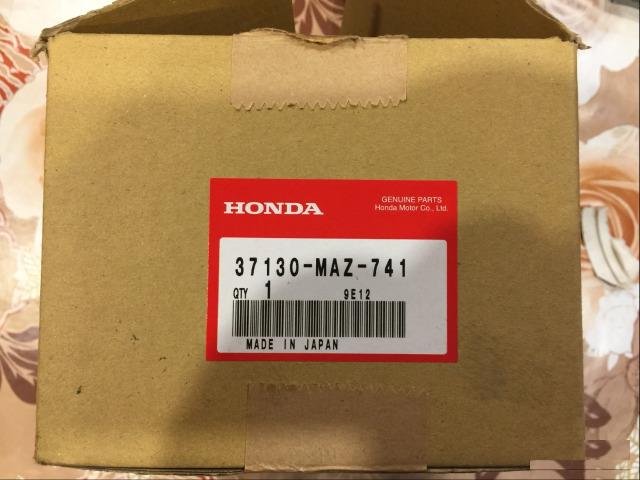 HONDA
GENUINE PARTS
Honda Motor Co., Ltd.
37130-MAZ-741
QTY 1 9E12
MADE IN JAPAN